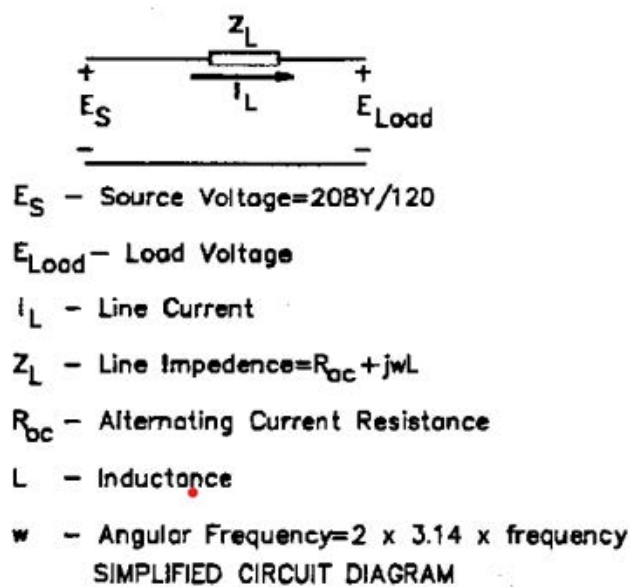 Z_L
+ +
i_L
E_S E_Load
- -
E_S - Source Voltage=208Y/120
E_Load - Load Voltage
i_L - Line Current
Z_L - Line Impedence=R_ac+jwL
R_ac - Alternating Current Resistance
L - Inductance
w - Angular Frequency=2 x 3.14 x frequency
SIMPLIFIED CIRCUIT DIAGRAM